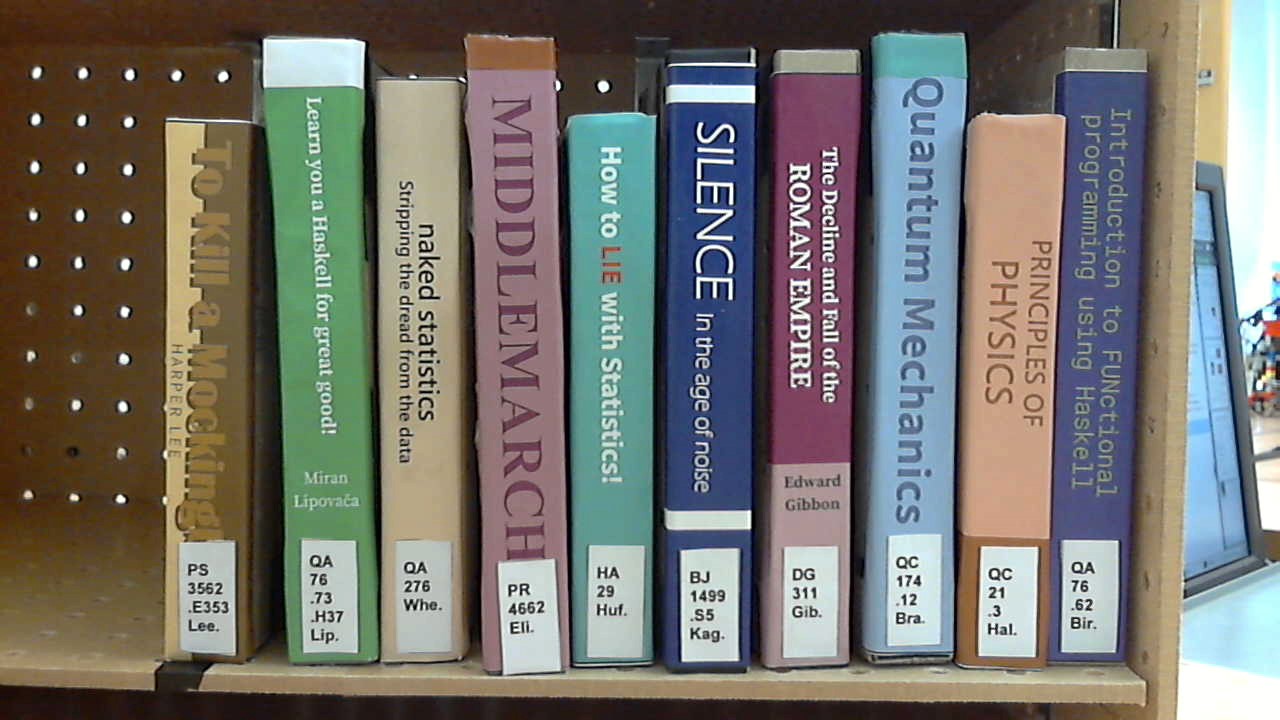 To Kill a Mocking
HARPER LEE
PS
3562
.E353
Lee.
Learn you a Haskell for great good!
Miran
Lipovača
QA
76
.73
.H37
Lip.
naked statistics
Stripping the dread from the data
QA
276
Whe.
MIDDLEMARCH
PR
4662
Eli.
How to LIE with Statistics!
HA
29
Huf.
SILENCE In the age of noise
BJ
1499
.S5
Kag.
The Decline and Fall of the
ROMAN EMPIRE
Edward
Gibbon
DG
311
Gib.
Quantum Mechanics
QC
174
.12
Bra.
PRINCIPLES OF
PHYSICS
QC
21
.3
Hal.
Introduction to FUNctional
programming using Haskell
QA
76
.62
Bir.